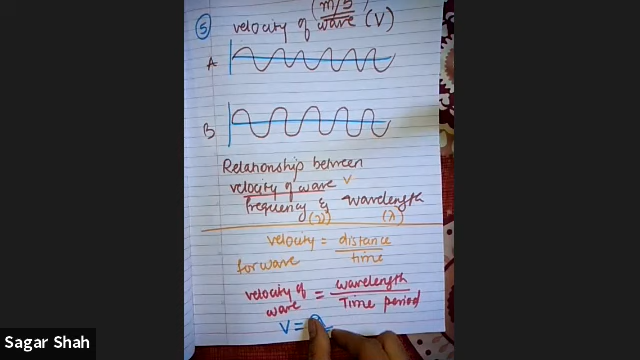 (m/s)
5 velocity of wave (V)
A
B
Relationship between
velocity of wave V
frequency & wavelength
(ν) (λ)
velocity = distance
for wave time
velocity of = wavelength
wave Time period
V =
Sagar Shah